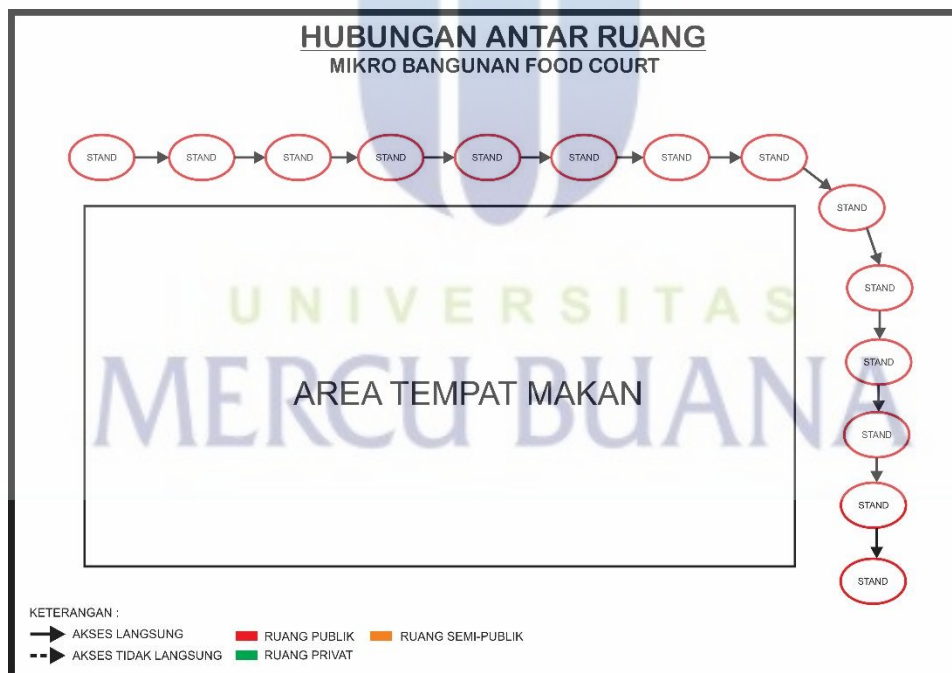 HUBUNGAN ANTAR RUANG
MIKRO BANGUNAN FOOD COURT
STAND STAND STAND STAND STAND STAND STAND STAND
STAND
STAND
UNIVERSITAS
STAND
AREA TEMPAT MAKAN
MERCU BUANA
STAND
STAND
STAND
KETERANGAN :
AKSES LANGSUNG RUANG PUBLIK RUANG SEMI-PUBLIK
AKSES TIDAK LANGSUNG RUANG PRIVAT